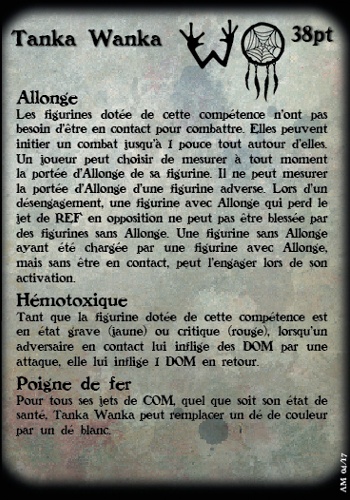 Tanka Wanka
38pt
Allonge
Les figurines dotée de cette compétence n'ont pas
besoin d'être en contact pour combattre. Elles peuvent
initier un combat jusqu'à 1 pouce tout autour d'elles.
Un joueur peut choisir de mesurer à tout moment
la portée d'Allonge de sa figurine. Il ne peut mesurer
la portée d'Allonge d'une figurine adverse. Lors d'un
désengagement, une figurine avec Allonge qui perd le
jet de REF en opposition ne peut pas être blessée par
des figurines sans Allonge. Une figurine sans Allonge
ayant été chargée par une figurine avec Allonge,
mais sans être en contact, peut l'engager lors de son
activation.
Hémotoxique
Tant que la figurine dotée de cette compétence est
en état grave (jaune) ou critique (rouge), lorsqu'un
adversaire en contact lui inflige des DOM par une
attaque, elle lui inflige 1 DOM en retour.
Poigne de fer
Pour tous ses jets de COM, quel que soit son état de
santé, Tanka Wanka peut remplacer un dé de couleur
par un dé blanc.
AM 04/17